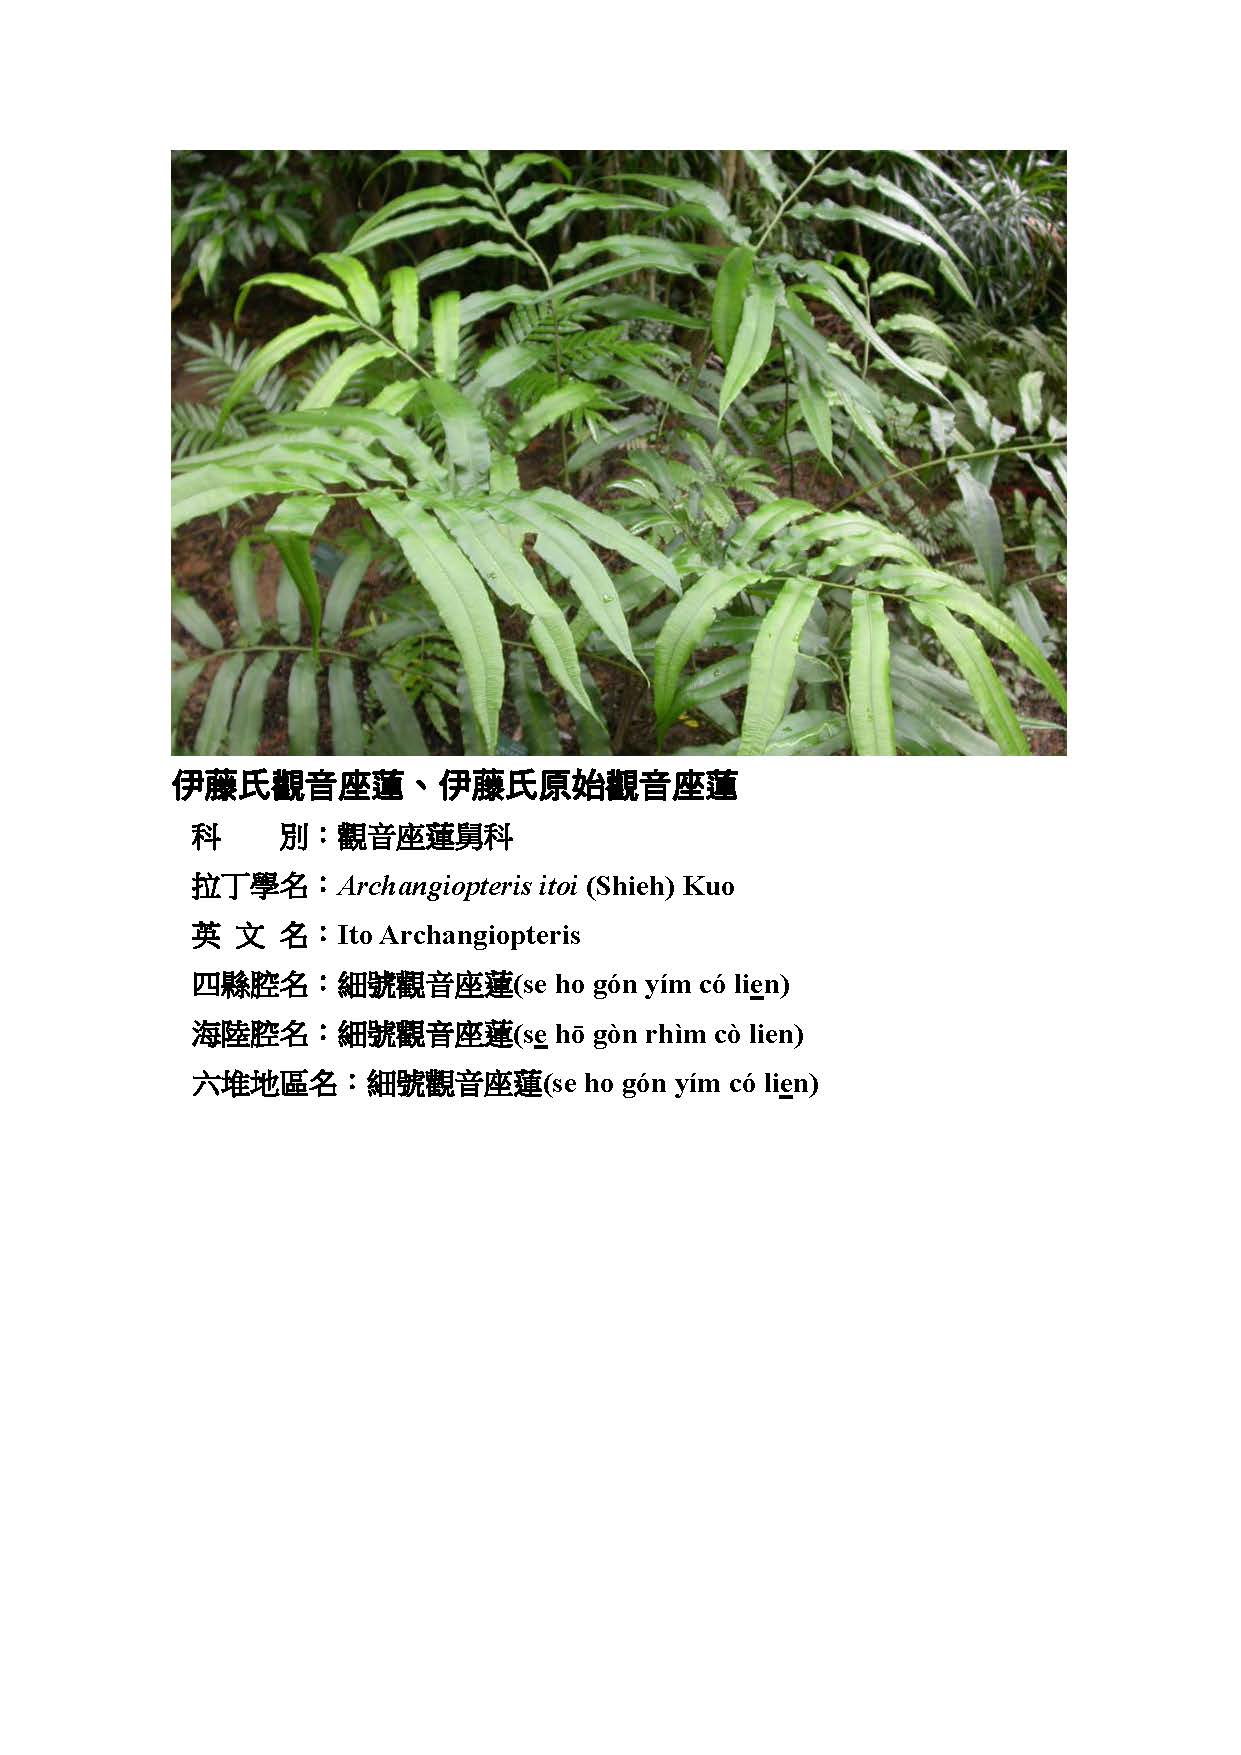 伊藤氏觀音座蓮、伊藤氏原始觀音座蓮
科　　別：觀音座蓮舅科
拉丁學名：Archangiopteris itoi (Shieh) Kuo
英 文 名：Ito Archangiopteris
四縣腔名：細號觀音座蓮(se ho gón yím có lien)
海陸腔名：細號觀音座蓮(se hō gòn rhìm cò lien)
六堆地區名：細號觀音座蓮(se ho gón yím có lien)